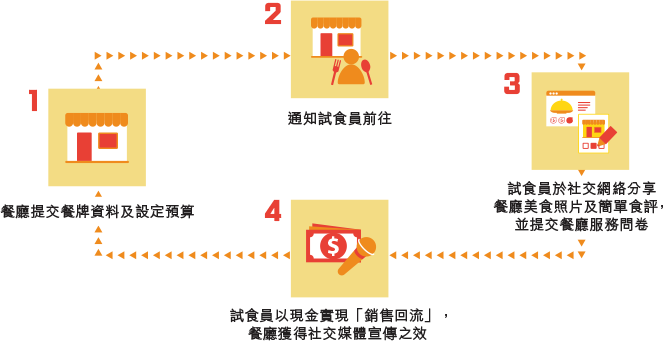 1
餐廳提交餐牌資料及設定預算
2
通知試食員前往
3
試食員於社交網絡分享
餐廳美食照片及簡單食評，
並提交餐廳服務問卷
4
$
試食員以現金實現「銷售回流」，
餐廳獲得社交媒體宣傳之效